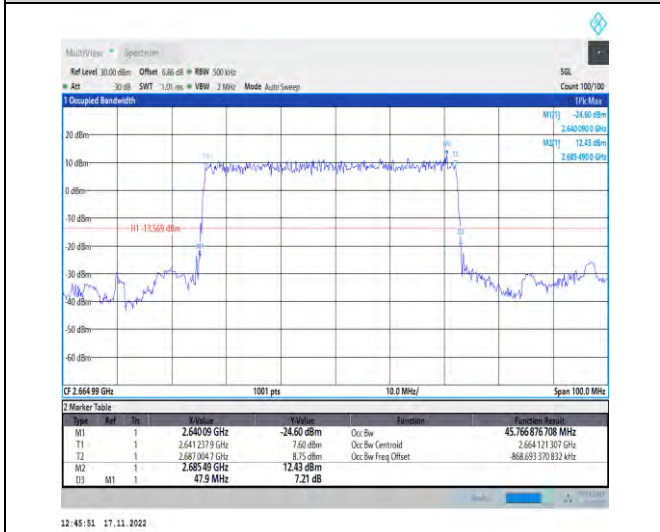 MultiView Spectrum
Ref Level 30.00 dBm Offset 6.86 dB RBW 500 kHz SGL
Att 30 dB SWT 1.01 ms VBW 2 MHz Mode Auto Sweep Count 100/100
1 Occupied Bandwidth 1Pk Max
M1[1] -24.60 dBm
2.640 090 0 GHz
M2[1] 12.43 dBm
2.685 490 0 GHz
20 dBm
10 dBm
0 dBm
-10 dBm
H1 -13.569 dBm
-20 dBm
-30 dBm
-40 dBm
-50 dBm
-60 dBm
M2
T1
T2
M1
D3
CF 2.664 99 GHz 1001 pts 10.0 MHz/ Span 100.0 MHz
2 Marker Table
Type Ref Trc X-Value Y-Value Function Function Result
M1 1 2.640 09 GHz -24.60 dBm Occ Bw 45.766 876 708 MHz
T1 1 2.641 237 9 GHz 7.60 dBm Occ Bw Centroid 2.664 121 307 GHz
T2 1 2.687 004 7 GHz 8.75 dBm Occ Bw Freq Offset -868.693 370 832 kHz
M2 1 2.685 49 GHz 12.43 dBm
D3 M1 1 47.9 MHz 7.21 dB
12:45:51 17.11.2022